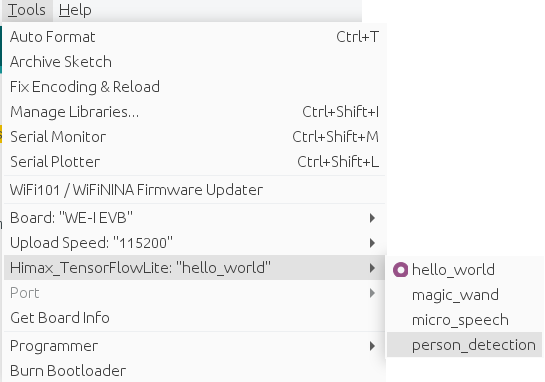 Tools Help
Auto Format Ctrl+T
Archive Sketch
Fix Encoding & Reload
Manage Libraries... Ctrl+Shift+I
Serial Monitor Ctrl+Shift+M
Serial Plotter Ctrl+Shift+L
WiFi101 / WiFiNINA Firmware Updater
Board: "WE-I EVB"
Upload Speed: "115200"
Himax_TensorFlowLite: "hello_world"
Port
Get Board Info
Programmer
Burn Bootloader
hello_world
magic_wand
micro_speech
person_detection